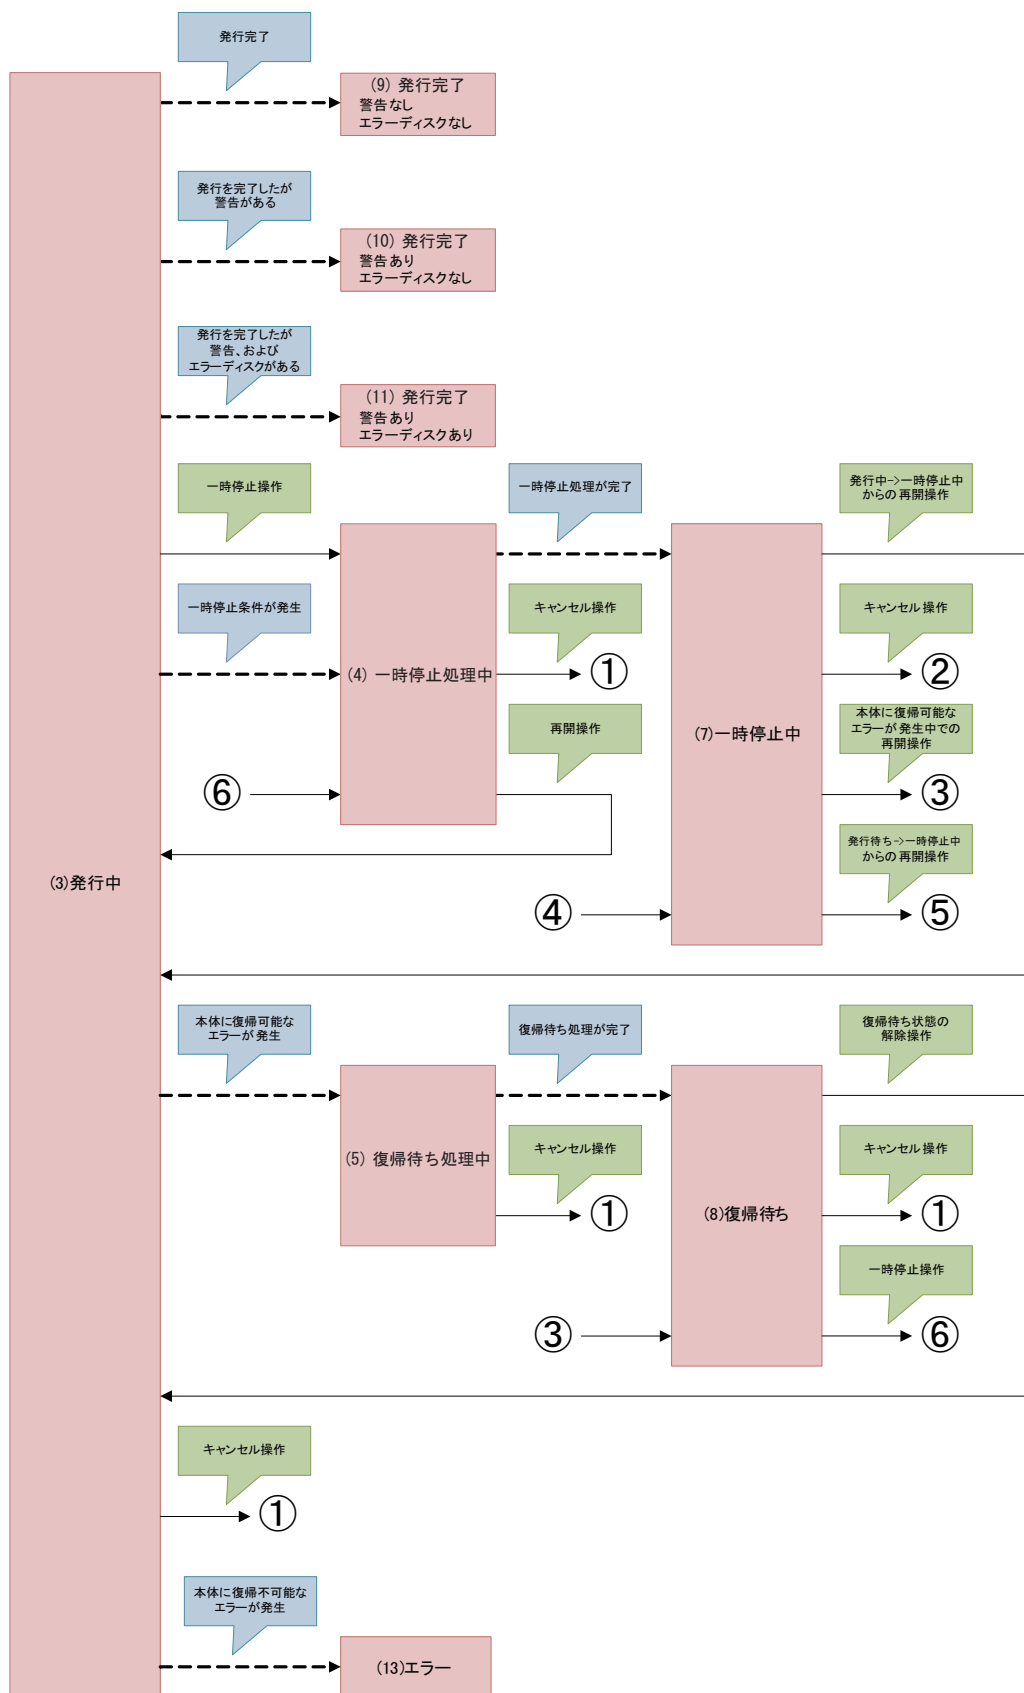 発行完了
(9) 発行完了
警告なし
エラーディスクなし
発行を完了したが
警告がある
(10) 発行完了
警告あり
エラーディスクなし
発行を完了したが
警告、および
エラーディスクがある
(11) 発行完了
警告あり
エラーディスクあり
一時停止操作
一時停止処理が完了
発行中->一時停止中
からの再開操作
一時停止条件が発生
キャンセル操作
キャンセル操作
(4) 一時停止処理中
①
②
再開操作
(7)一時停止中
本体に復帰可能な
エラーが発生中での
再開操作
⑥
③
発行待ち->一時停止中
からの再開操作
(3)発行中
④
⑤
本体に復帰可能な
エラーが発生
復帰待ち処理が完了
復帰待ち状態の
解除操作
キャンセル操作
キャンセル操作
(5) 復帰待ち処理中
①
(8)復帰待ち
①
一時停止操作
③
⑥
キャンセル操作
①
本体に復帰不可能な
エラーが発生
(13)エラー